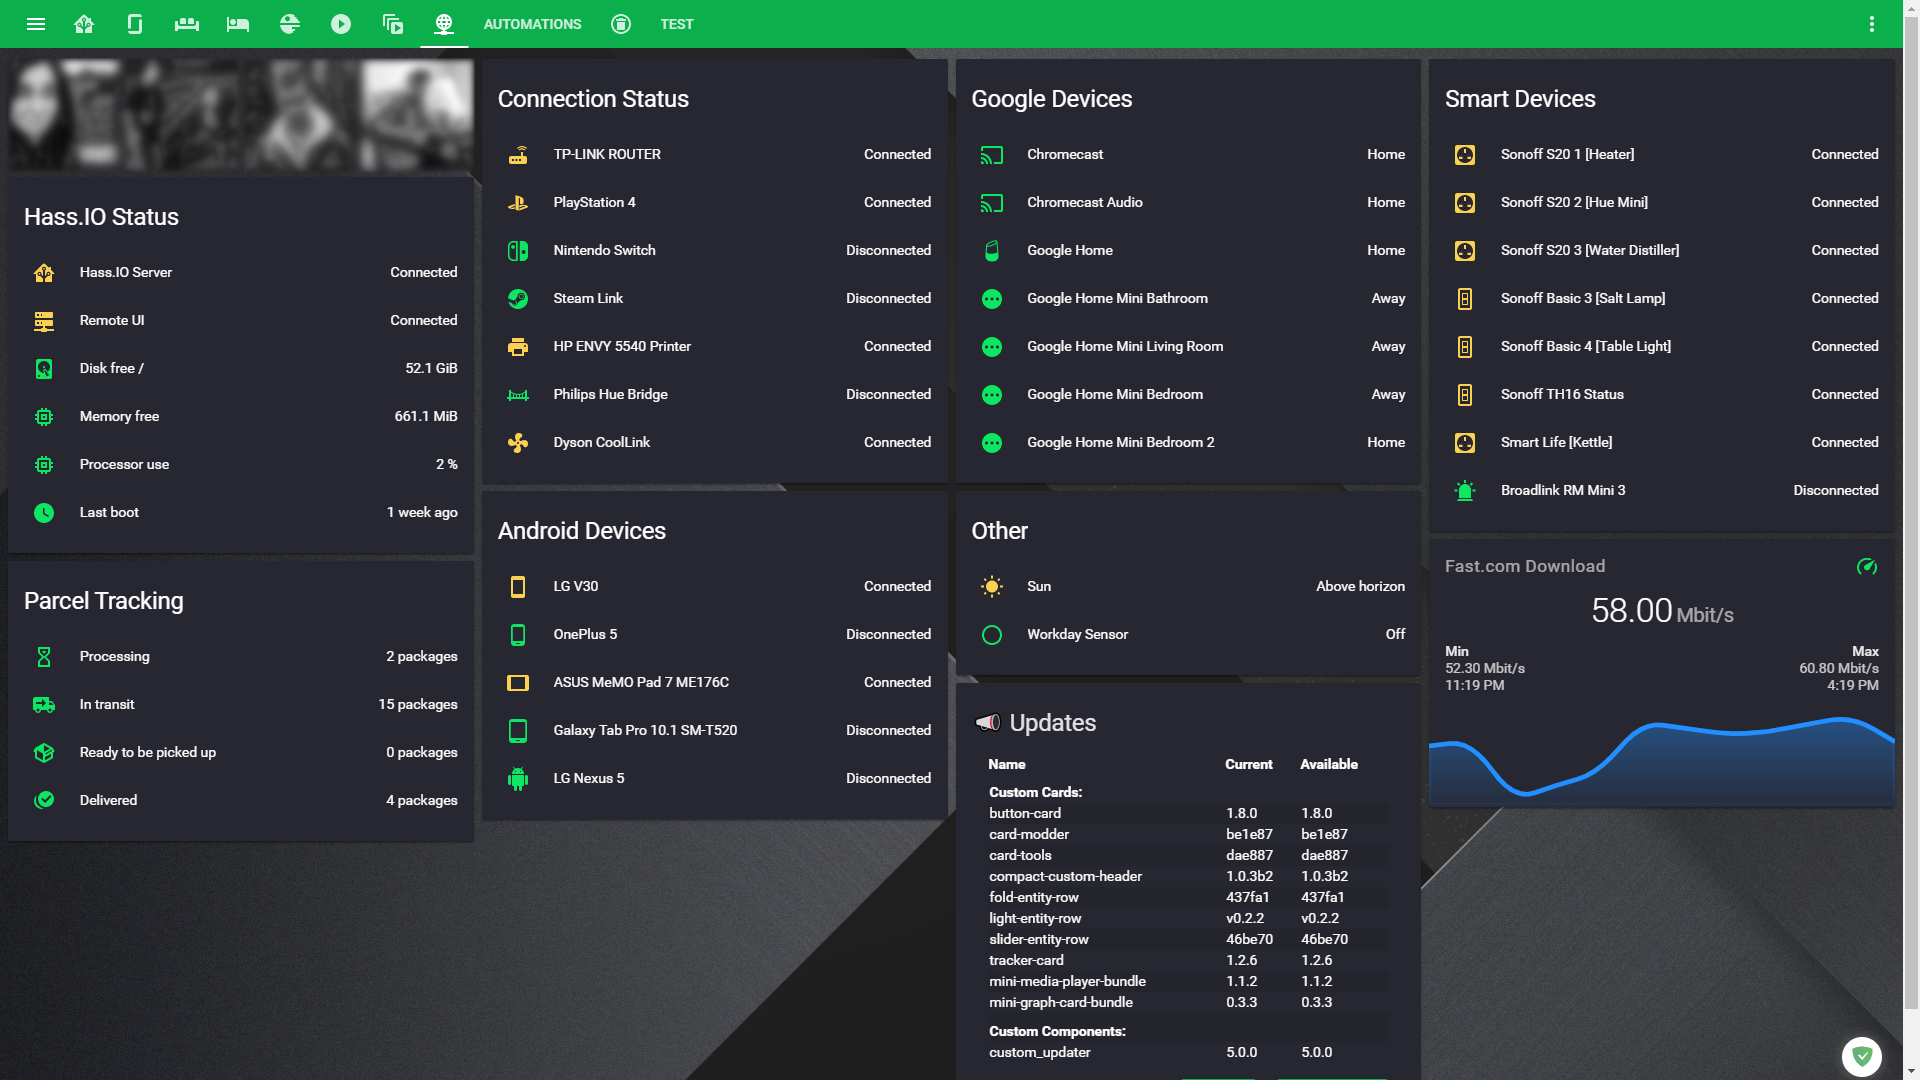 AUTOMATIONS TEST
Hass.IO Status
Hass.IO Server Connected
Remote UI Connected
Disk free / 52.1 GiB
Memory free 661.1 MiB
Processor use 2 %
Last boot 1 week ago
Parcel Tracking
Processing 2 packages
In transit 15 packages
Ready to be picked up 0 packages
Delivered 4 packages
Connection Status
TP-LINK ROUTER Connected
PlayStation 4 Connected
Nintendo Switch Disconnected
Steam Link Disconnected
HP ENVY 5540 Printer Connected
Philips Hue Bridge Disconnected
Dyson CoolLink Connected
Android Devices
LG V30 Connected
OnePlus 5 Disconnected
ASUS MeMO Pad 7 ME176C Connected
Galaxy Tab Pro 10.1 SM-T520 Disconnected
LG Nexus 5 Disconnected
Google Devices
Chromecast Home
Chromecast Audio Home
Google Home Home
Google Home Mini Bathroom Away
Google Home Mini Living Room Away
Google Home Mini Bedroom Away
Google Home Mini Bedroom 2 Home
Other
Sun Above horizon
Workday Sensor Off
Updates
Name Current Available
Custom Cards:
button-card 1.8.0 1.8.0
card-modder be1e87 be1e87
card-tools dae887 dae887
compact-custom-header 1.0.3b2 1.0.3b2
fold-entity-row 437fa1 437fa1
light-entity-row v0.2.2 v0.2.2
slider-entity-row 46be70 46be70
tracker-card 1.2.6 1.2.6
mini-media-player-bundle 1.1.2 1.1.2
mini-graph-card-bundle 0.3.3 0.3.3
Custom Components:
custom_updater 5.0.0 5.0.0
Smart Devices
Sonoff S20 1 [Heater] Connected
Sonoff S20 2 [Hue Mini] Connected
Sonoff S20 3 [Water Distiller] Connected
Sonoff Basic 3 [Salt Lamp] Connected
Sonoff Basic 4 [Table Light] Connected
Sonoff TH16 Status Connected
Smart Life [Kettle] Connected
Broadlink RM Mini 3 Disconnected
Fast.com Download
58.00 Mbit/s
Min Max
52.30 Mbit/s 60.80 Mbit/s
11:19 PM 4:19 PM